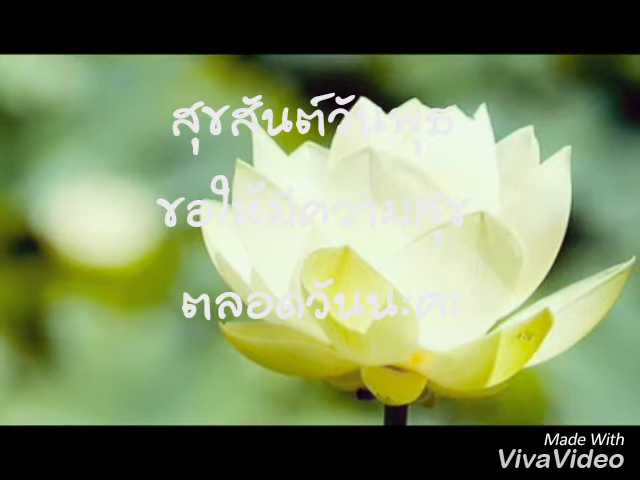 สุขสันต์วันพุธ
ขอให้มีความสุข
ตลอดวันนะคะ
Made With
VivaVideo